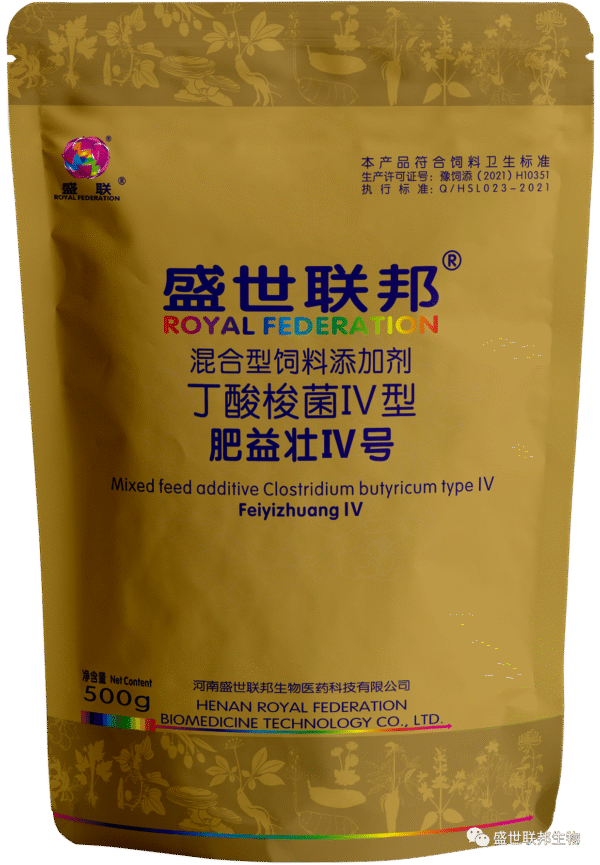 本产品符合饲料卫生标准
生产许可证号：豫饲添（2021）H10351
执行标准：Q/HSL023-2021
盛 联®
ROYAL FEDERATION
盛世联邦®
ROYAL FEDERATION
混合型饲料添加剂
丁酸梭菌IV型
肥益壮IV号
Mixed feed additive Clostridium butyricum type IV
Feiyizhuang IV
净含量 Net Content
500g
河南盛世联邦生物医药科技有限公司
HENAN ROYAL FEDERATION
BIOMEDICINE TECHNOLOGY CO., LTD.
盛世联邦生物